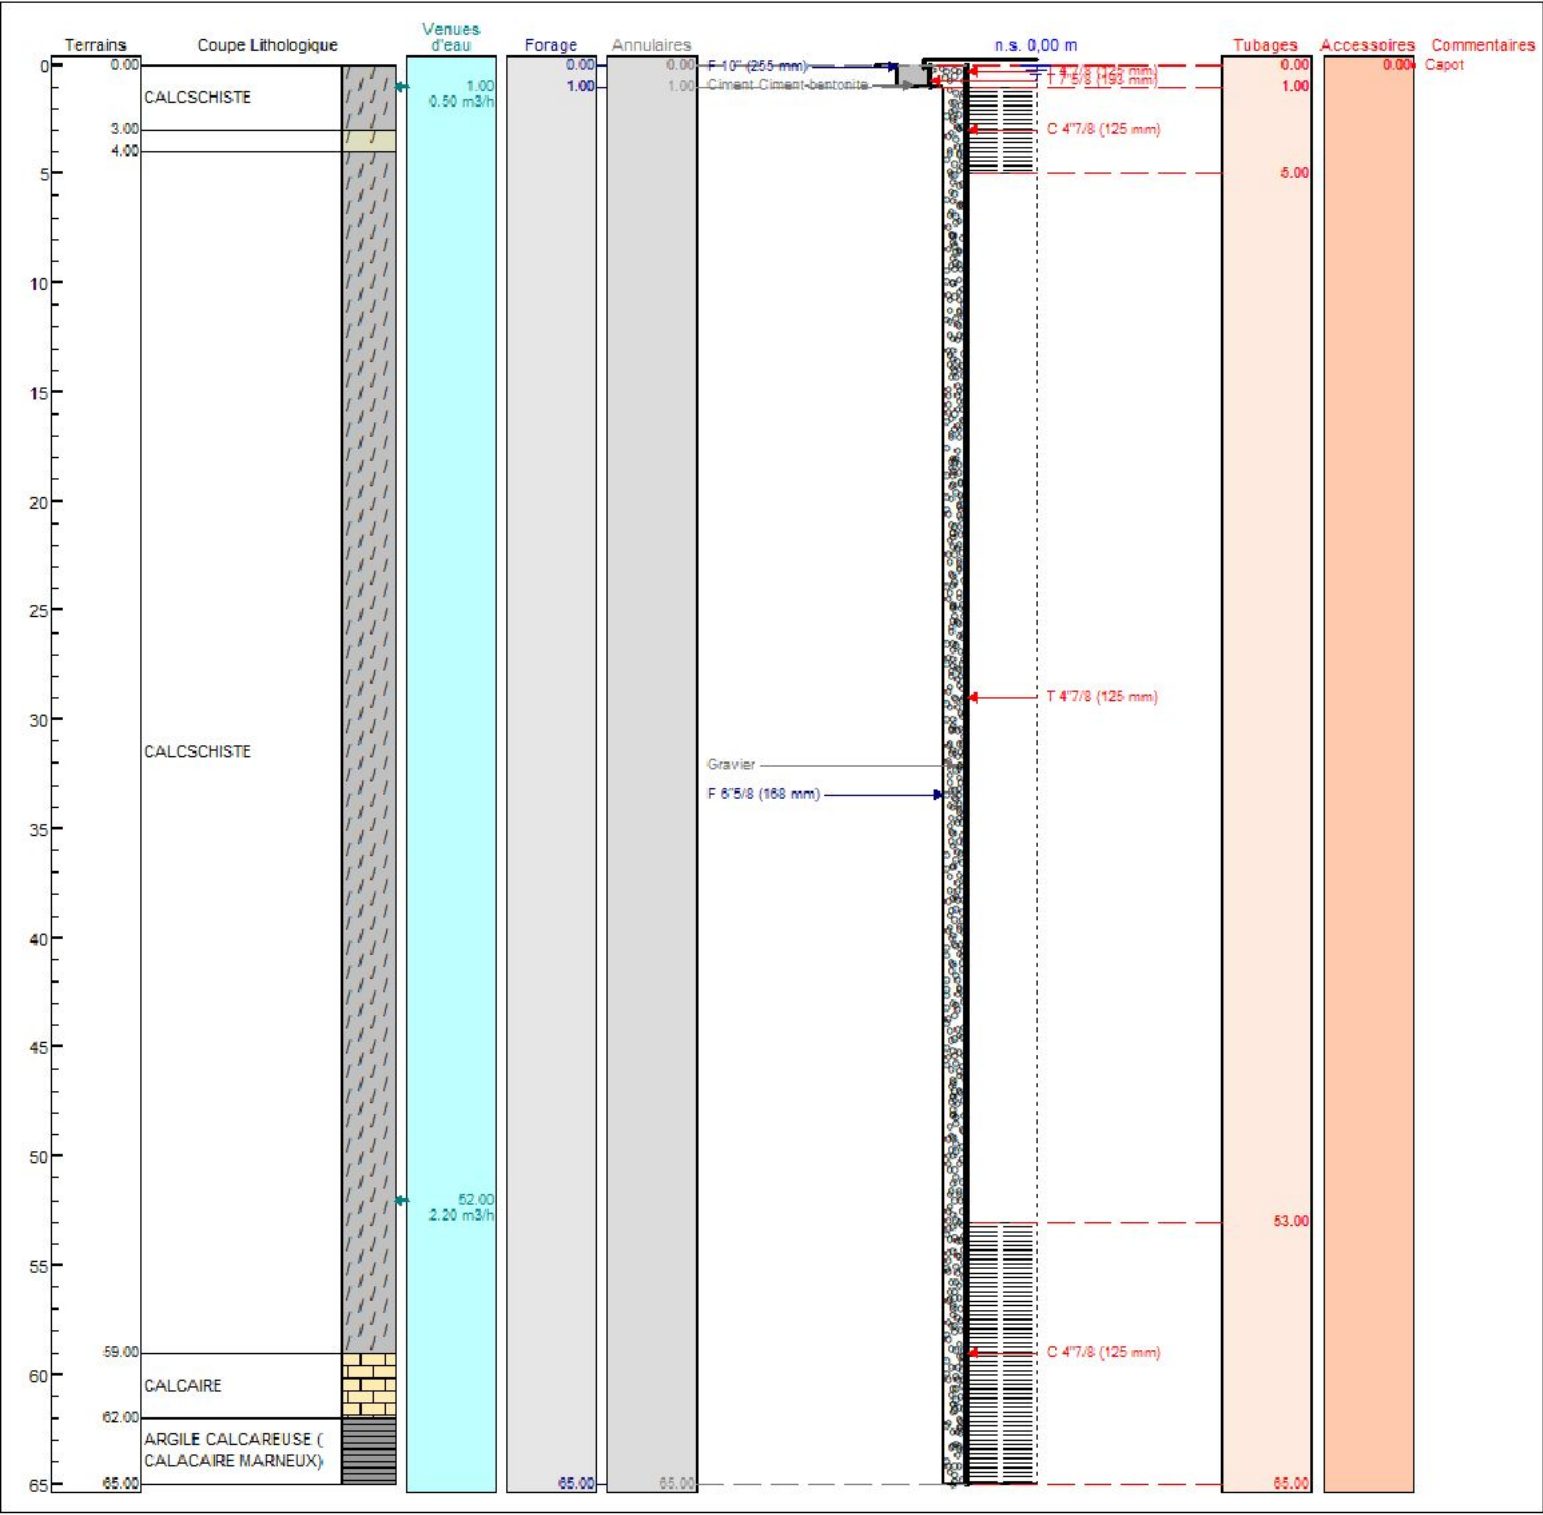 Terrains
Coupe Lithologique
Venues
d'eau
Forage
Annulaires
n.s. 0,00 m
Tubages
Accessoires
Commentaires
0
0.00
0.00
0.00
F 10" (255 mm)
0.00
0.00
Capot
T 7"5/8 (193 mm)
CALCSCHISTE
1.00
0.50 m3/h
1.00
1.00
Ciment Ciment-bentonite
1.00
3.00
C 4"7/8 (125 mm)
4.00
5
5.00
10
15
20
25
T 4"7/8 (125 mm)
30
CALCSCHISTE
Gravier
F 6"5/8 (168 mm)
35
40
45
50
52.00
2.20 m3/h
53.00
55
59.00
C 4"7/8 (125 mm)
60
CALCAIRE
62.00
ARGILE CALCAREUSE (
CALACAIRE MARNEUX)
65
65.00
65.00
65.00
65.00